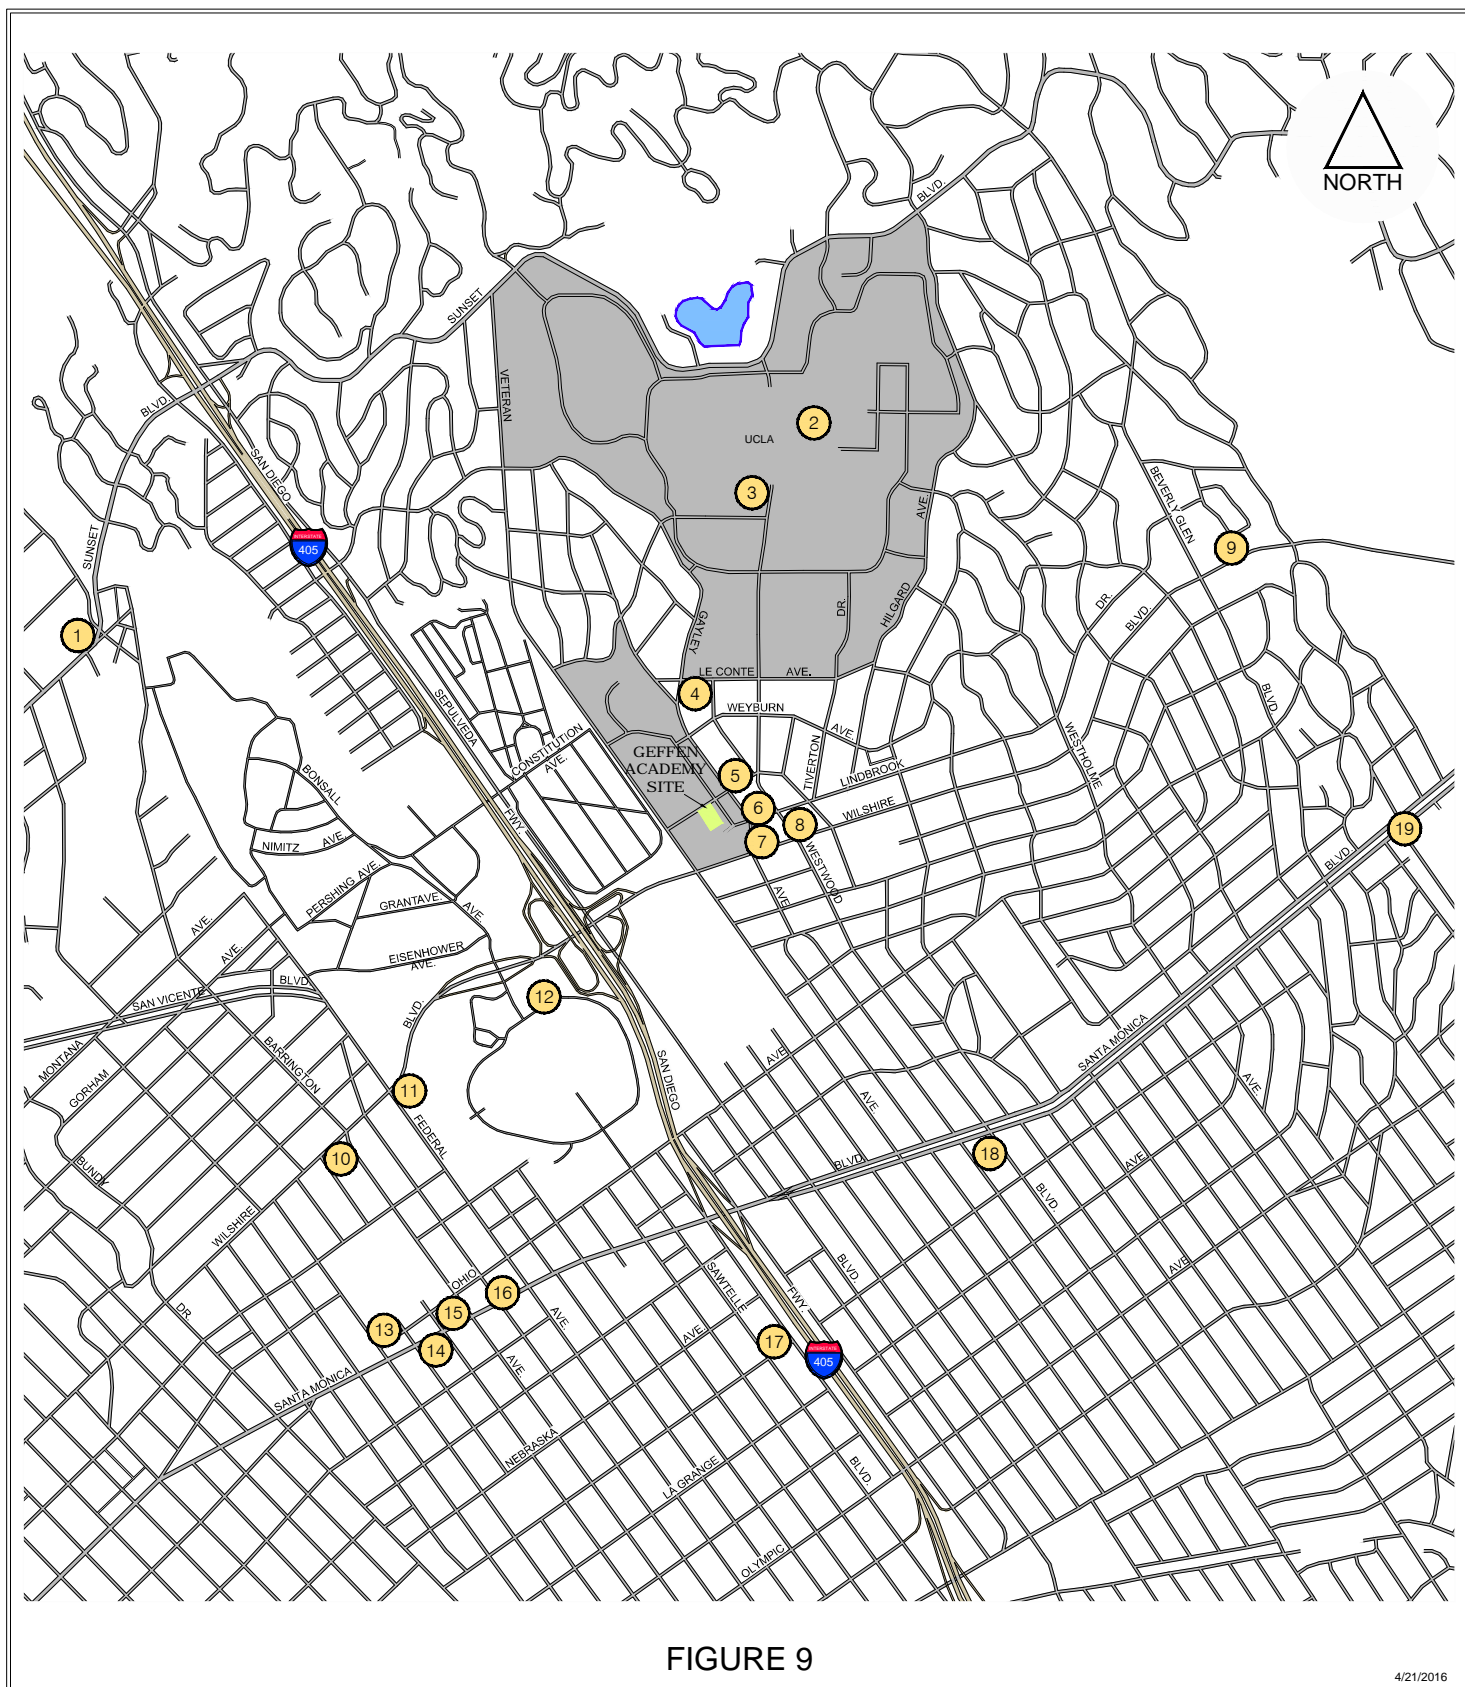 NORTH
BLVD.
SUNSET
VETERAN
BLVD.
2
UCLA
SAN DIEGO
3
AVE.
BEVERLY GLEN
SUNSET
INTERSTATE
405
9
DR.
HILGARD
DR.
BLVD.
1
GAYLEY
LE CONTE AVE.
4
SEPULVEDA
WEYBURN
AVE.
BLVD
WESTHOLME
CONSTITUTION
AVE.
GEFFEN
ACADEMY
SITE
5
TIVERTON
LINDBROOK
BONSALL
6
WILSHIRE
FWY.
8
19
7
NIMITZ AVE.
WESTWOOD
BLVD.
PERSHING AVE.
GRANT AVE.
AVE.
AVE.
AVE.
AVE.
EISENHOWER
AVE.
BLVD.
SAN VICENTE
12
BLVD.
MONTANA
BARRINGTON
SAN DIEGO
AVE
SANTA MONICA
GORHAM
11
AVE.
AVE.
FEDERAL
10
18
BLVD.
AVE
BUNDY
BLVD.
WILSHIRE
AVE
BLVD.
SAWTELLE
OHIO
16
FWY.
DR
15
13
AVE.
AVE.
17
14
INTERSTATE
405
AVE.
SANTA MONICA
NEBRASKA
LA GRANGE
BLVD
OLYMPIC
FIGURE 9
4/21/2016